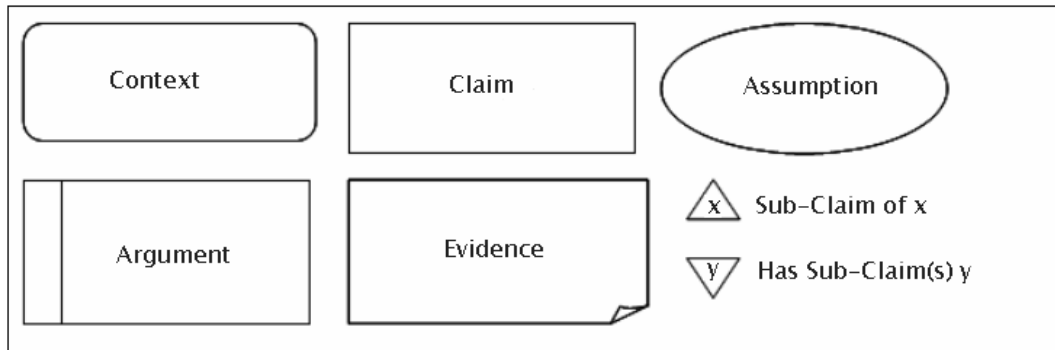 Context
Claim
Assumption
Argument
Evidence
x Sub-Claim of x
y Has Sub-Claim(s) y